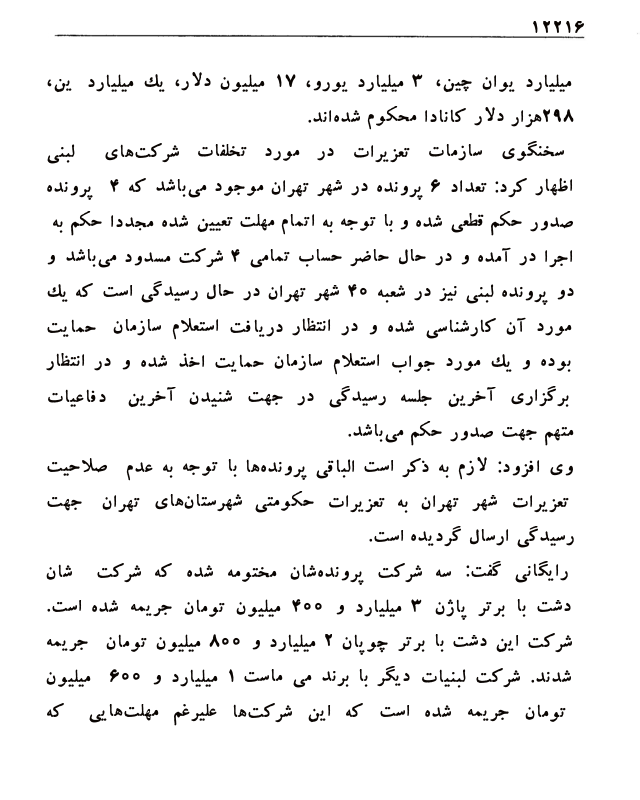 ۱۲۲۱۶
میلیارد یوان چین، ۳ میلیارد یورو، ۱۷ میلیون دلار، یك میلیارد ین،
۲۹۸هزار دلار کانادا محکوم شده‌اند.
سخنگوی سازمات تعزیرات در مورد تخلفات شرکت‌های لبنی
اظهار کرد: تعداد ۶ پرونده در شهر تهران موجود می‌باشد که ۴ پرونده
صدور حکم قطعی شده و با توجه به اتمام مهلت تعیین شده مجددا حکم به
اجرا در آمده و در حال حاضر حساب تمامی ۴ شرکت مسدود می‌باشد و
دو پرونده لبنی نیز در شعبه ۴۰ شهر تهران در حال رسیدگی است که یك
مورد آن کارشناسی شده و در انتظار دریافت استعلام سازمان حمایت
بوده و یك مورد جواب استعلام سازمان حمایت اخذ شده و در انتظار
برگزاری آخرین جلسه رسیدگی در جهت شنیدن آخرین دفاعیات
متهم جهت صدور حکم می‌باشد.
وی افزود: لازم به ذکر است الباقی پرونده‌ها با توجه به عدم صلاحیت
تعزیرات شهر تهران به تعزیرات حکومتی شهرستان‌های تهران جهت
رسیدگی ارسال گردیده است.
رایگانی گفت: سه شرکت پرونده‌شان مختومه شده که شرکت شان
دشت با برتر پاژن ۳ میلیارد و ۴۰۰ میلیون تومان جریمه شده است.
شرکت این دشت با برتر چوپان ۲ میلیارد و ۸۰۰ میلیون تومان جریمه
شدند. شرکت لبنیات دیگر با برند می ماست ۱ میلیارد و ۶۰۰ میلیون
تومان جریمه شده است که این شرکت‌ها علیرغم مهلت‌هایی که